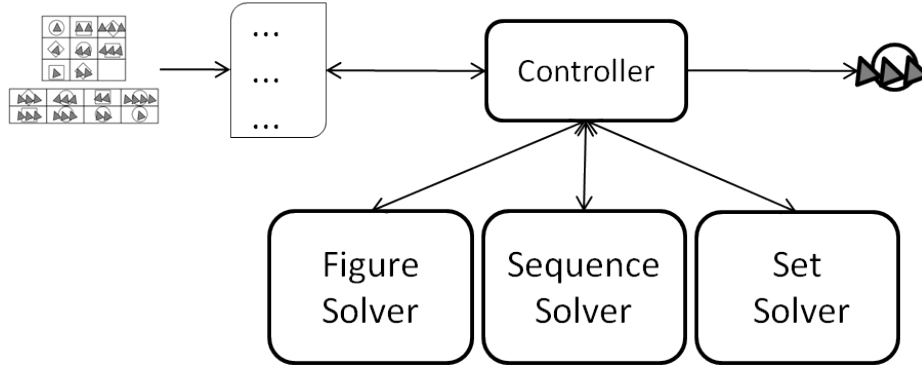 ...
...
...
Controller
Figure
Solver
Sequence
Solver
Set
Solver